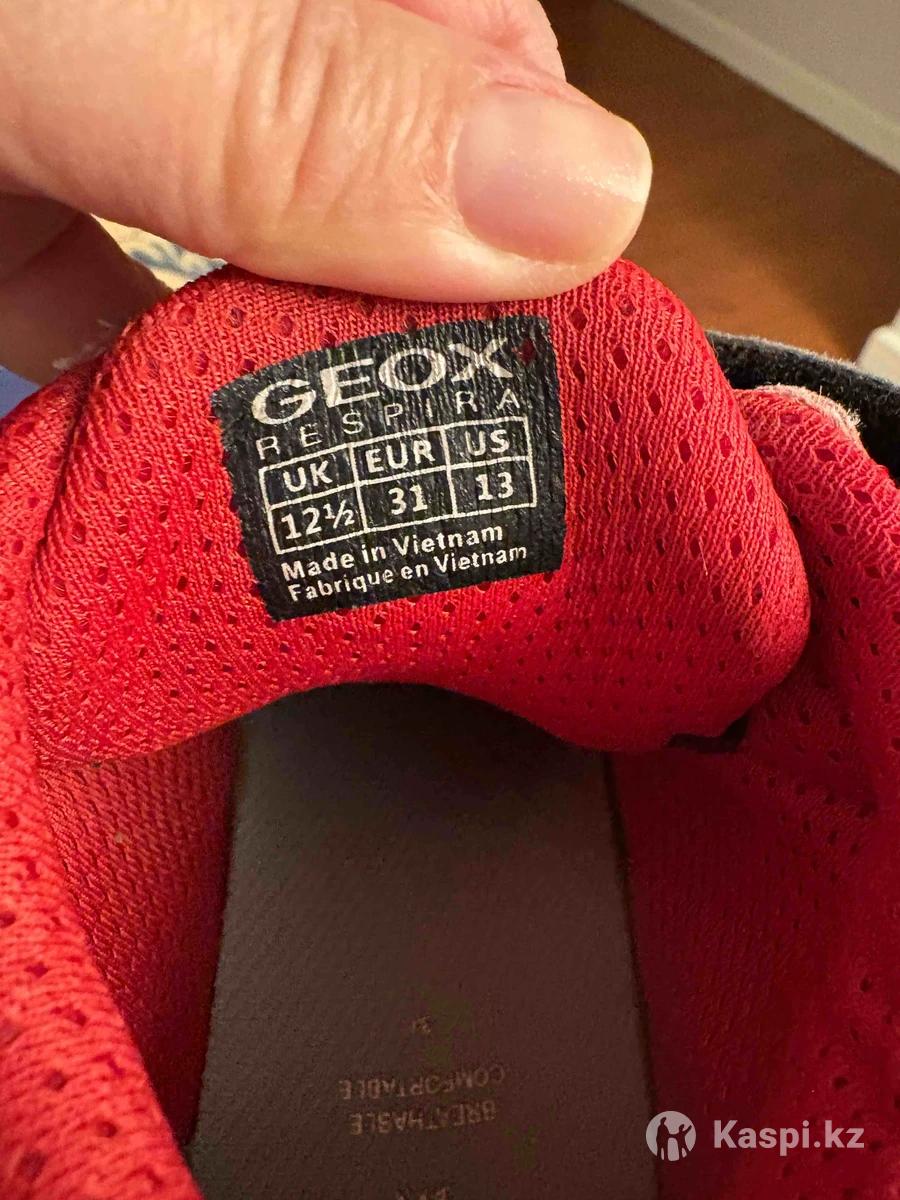 GEOX
RESPIRA
UK EUR US
12½ 31 13
Made in Vietnam
Fabrique en Vietnam
31
COMFORTABLE
BREATHABLE
Kaspi.kz